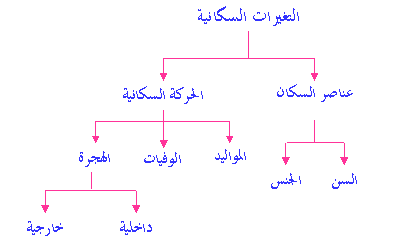 التغيرات السكانية
عناصر السكان
الحركة السكانية
المواليد
الوفيات
الهجرة
السن
الجنس
داخلية
خارجية